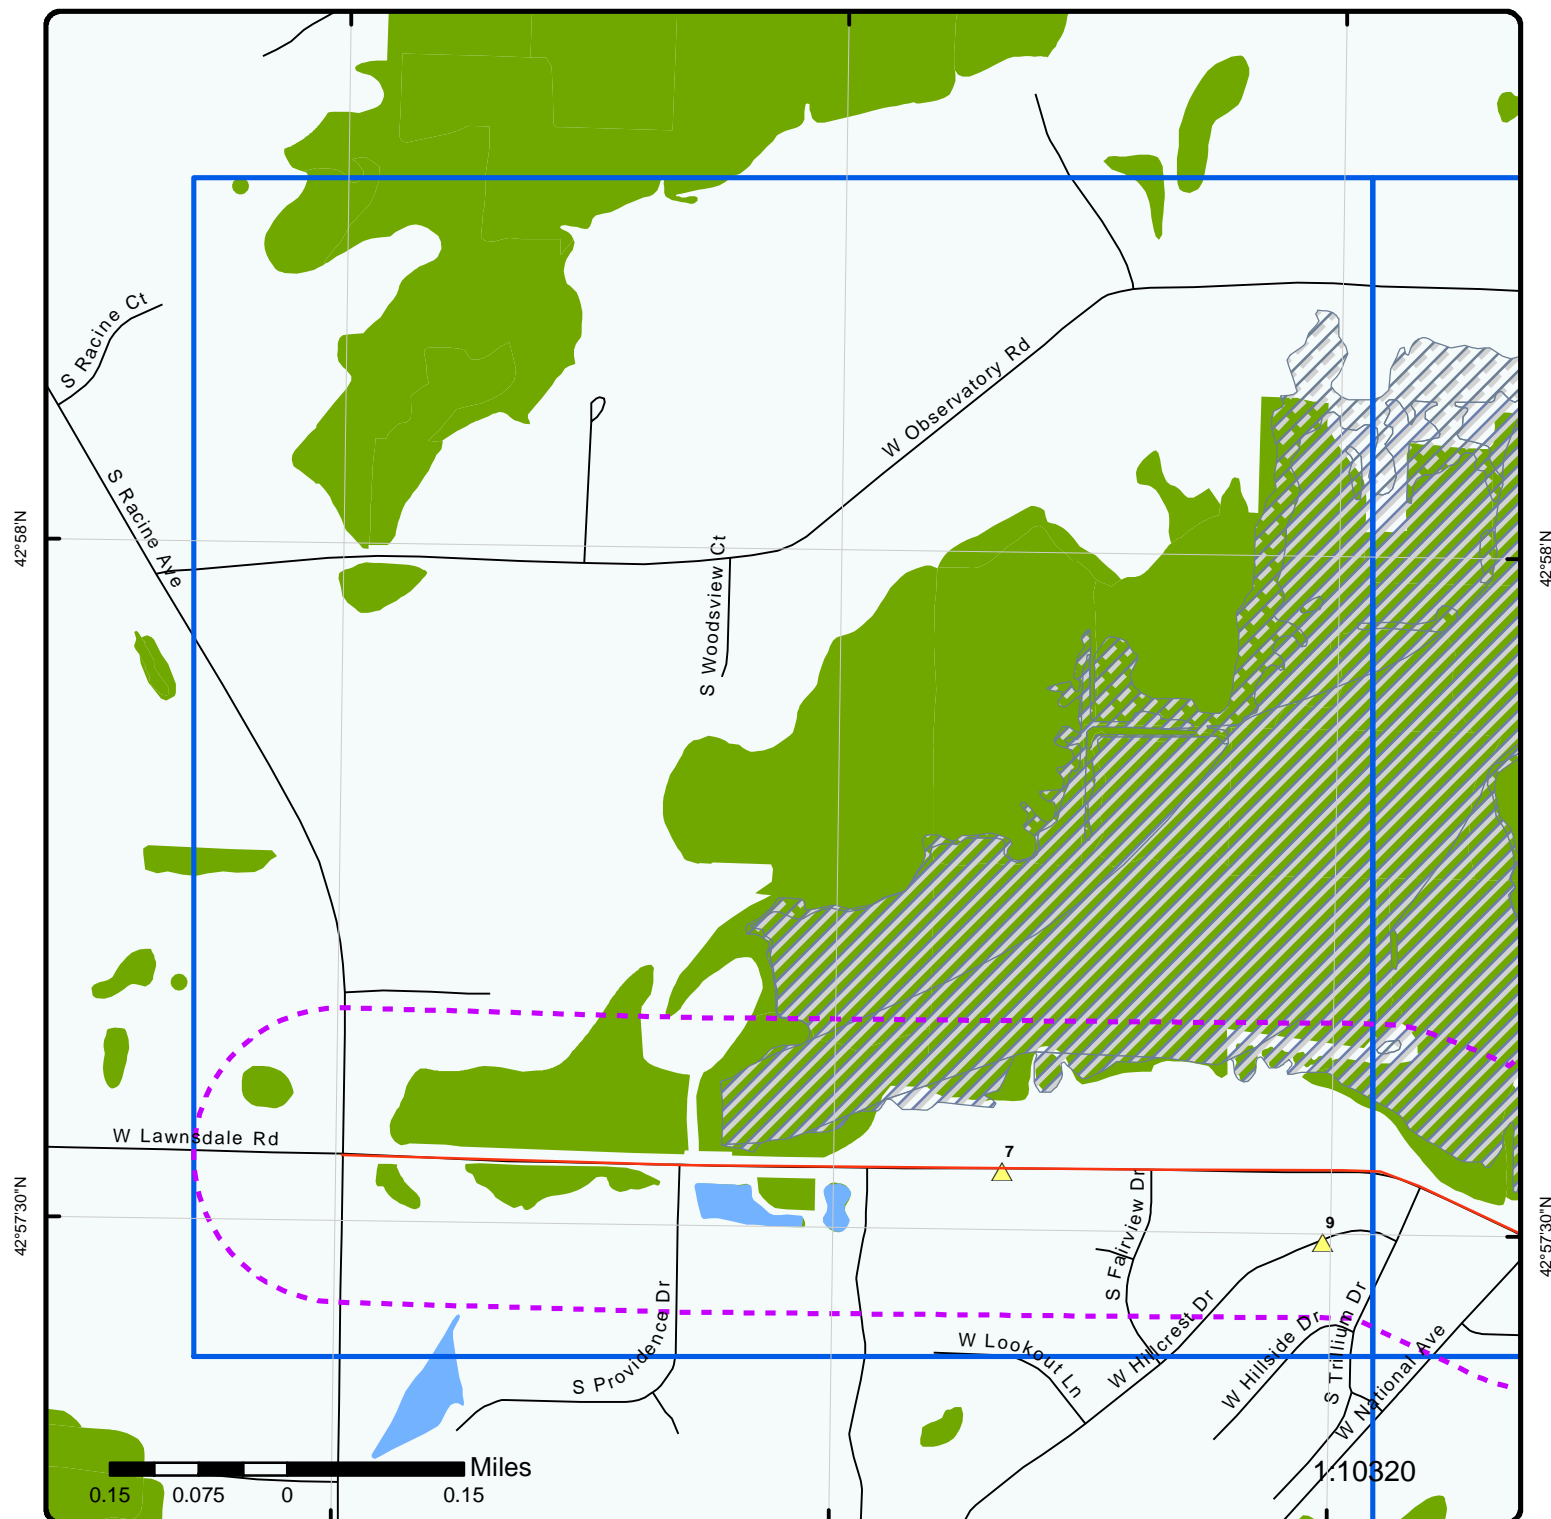 S Racine Ct
W Observatory Rd
S Racine Ave
42°58'N
42°58'N
S Woodsview Ct
W Lawnsdale Rd
7
9
42°57'30"N
42°57'30"N
S Fairview Dr
S Providence Dr
W Lookout Ln
W Hillcrest Dr
W Hillside Dr
S Trillium Dr
W National Ave
Miles
1:10320
0.15 0.075 0 0.15